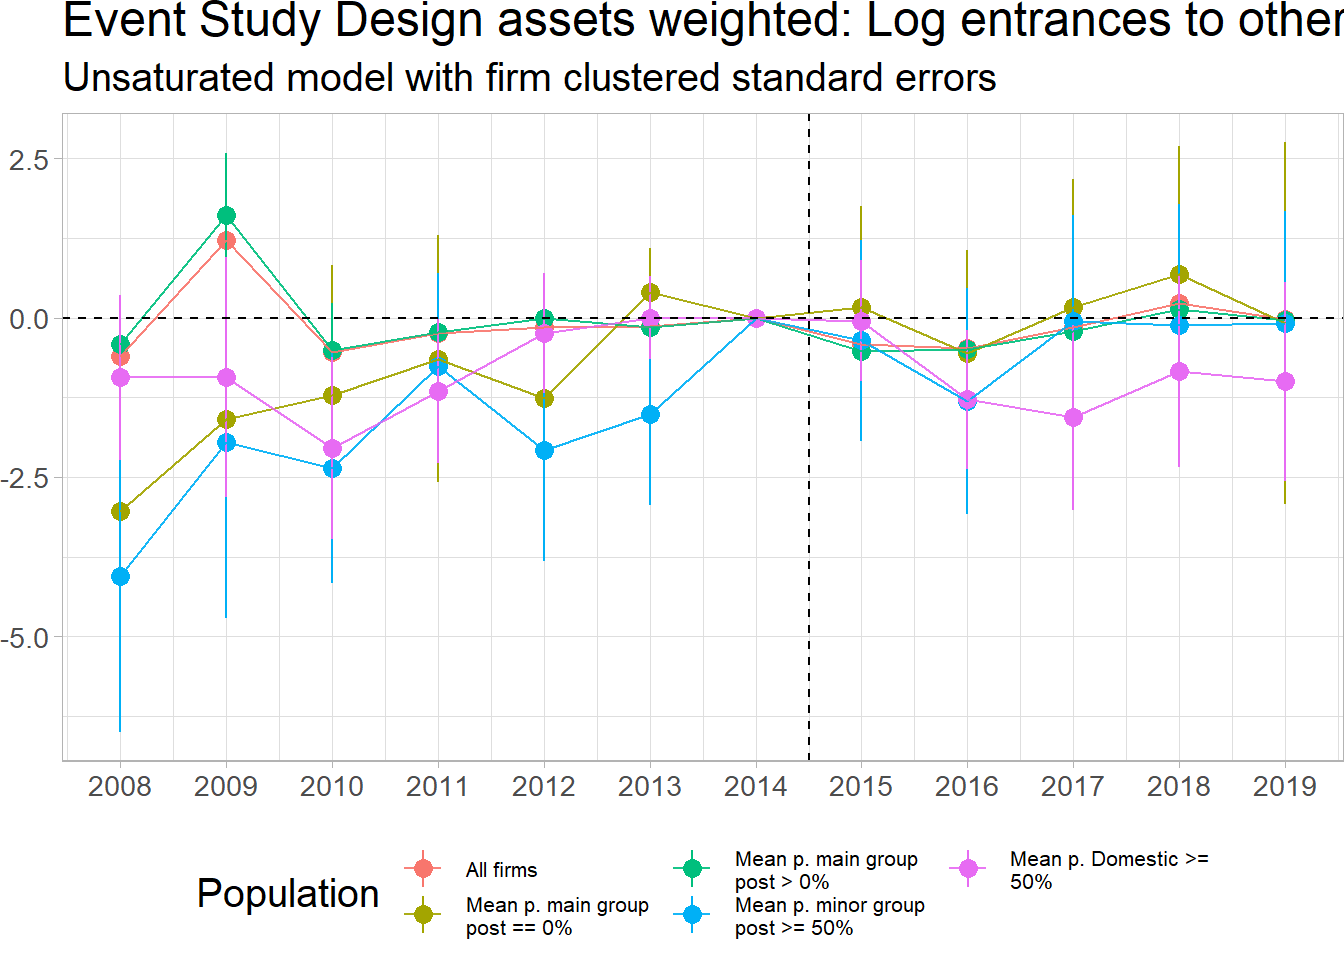 Event Study Design assets weighted: Log entrances to other
Unsaturated model with firm clustered standard errors
2.5
0.0
-2.5
-5.0
2008 2009 2010 2011 2012 2013 2014 2015 2016 2017 2018 2019
Population
All firms
Mean p. main group
post == 0%
Mean p. main group
post > 0%
Mean p. minor group
post >= 50%
Mean p. Domestic >=
50%